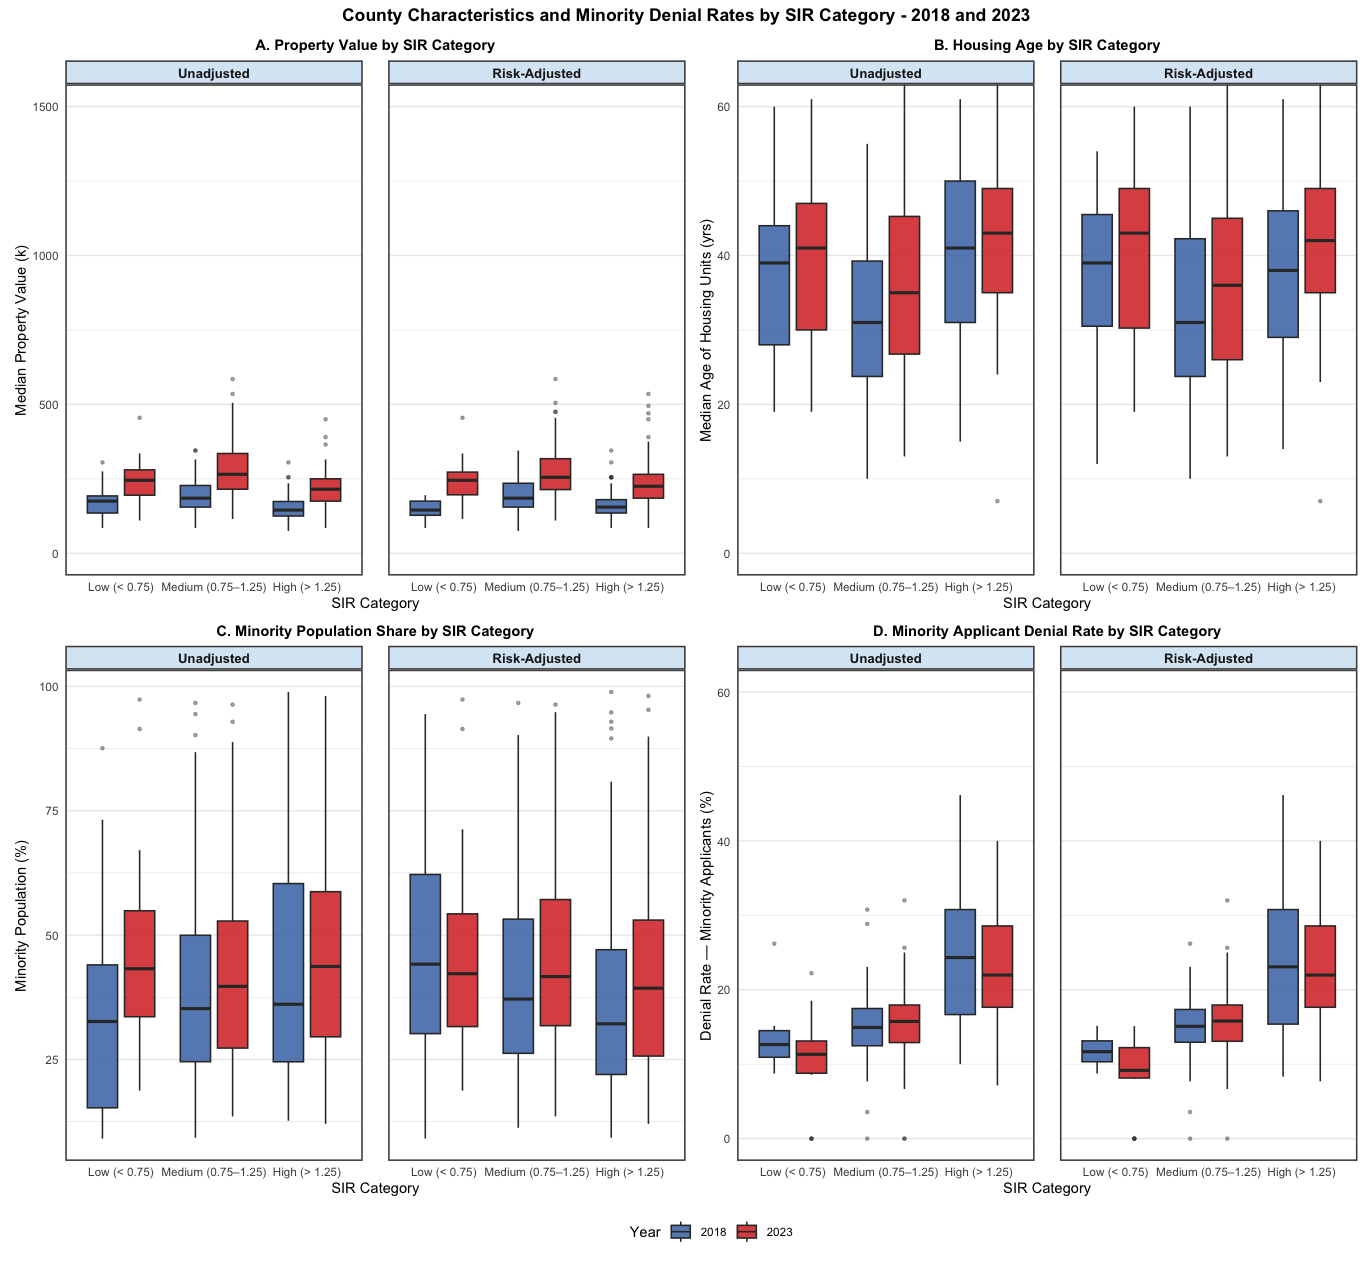 County Characteristics and Minority Denial Rates by SIR Category - 2018 and 2023
A. Property Value by SIR Category
Unadjusted
Risk-Adjusted
Median Property Value (k)
1500
1000
500
0
Low (< 0.75)
Medium (0.75–1.25)
High (> 1.25)
Low (< 0.75)
Medium (0.75–1.25)
High (> 1.25)
SIR Category
B. Housing Age by SIR Category
Unadjusted
Risk-Adjusted
Median Age of Housing Units (yrs)
60
40
20
0
Low (< 0.75)
Medium (0.75–1.25)
High (> 1.25)
Low (< 0.75)
Medium (0.75–1.25)
High (> 1.25)
SIR Category
C. Minority Population Share by SIR Category
Unadjusted
Risk-Adjusted
Minority Population (%)
100
75
50
25
Low (< 0.75)
Medium (0.75–1.25)
High (> 1.25)
Low (< 0.75)
Medium (0.75–1.25)
High (> 1.25)
SIR Category
D. Minority Applicant Denial Rate by SIR Category
Unadjusted
Risk-Adjusted
Denial Rate — Minority Applicants (%)
60
40
20
0
Low (< 0.75)
Medium (0.75–1.25)
High (> 1.25)
Low (< 0.75)
Medium (0.75–1.25)
High (> 1.25)
SIR Category
Year
2018
2023